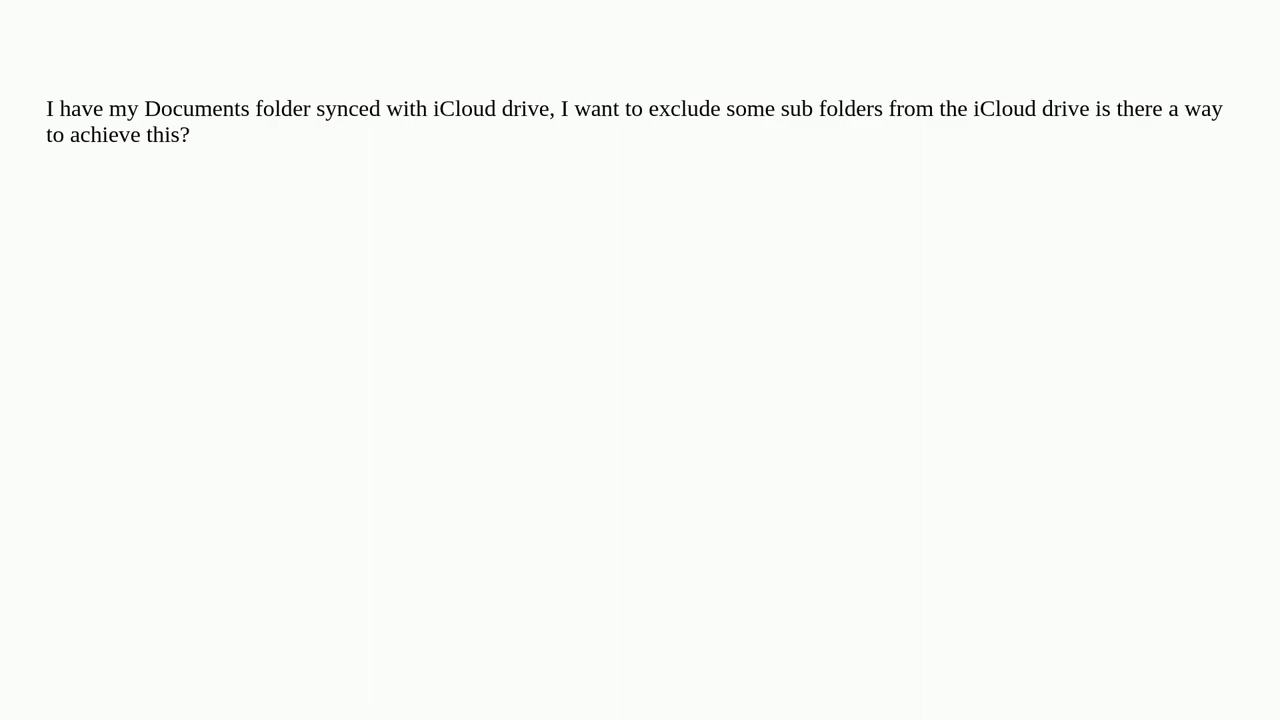 I have my Documents folder synced with iCloud drive, I want to exclude some sub folders from the iCloud drive is there a way
to achieve this?